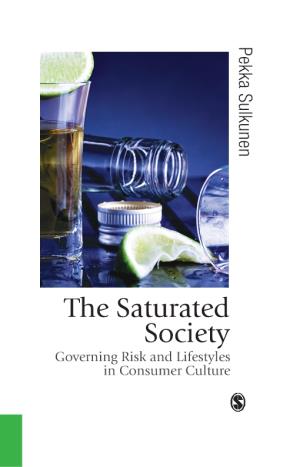 Pekka Sulkunen
The Saturated
Society
Governing Risk and Lifestyles
in Consumer Culture